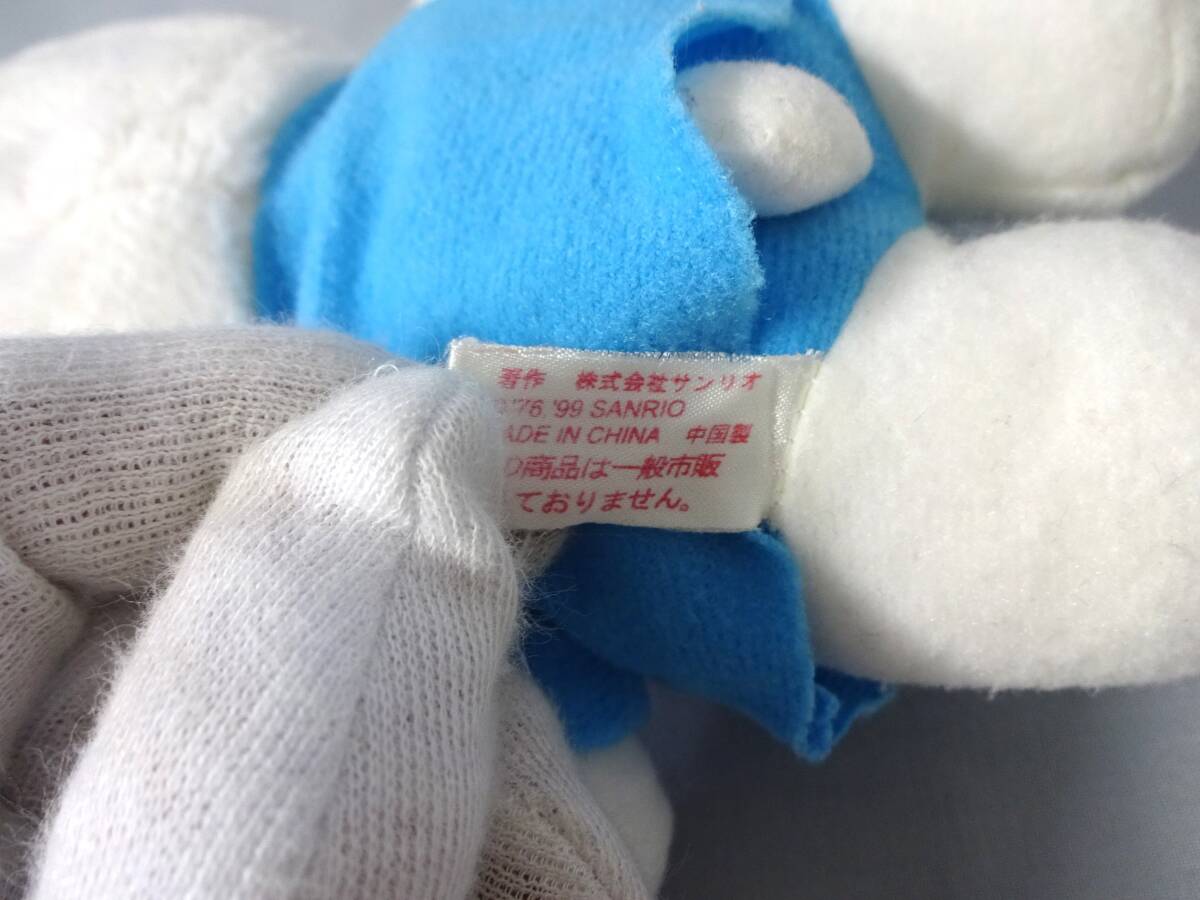 著作 株式会社サンリオ
'76 '99 SANRIO
ADE IN CHINA 中国製
商品は一般市販
ておりません。